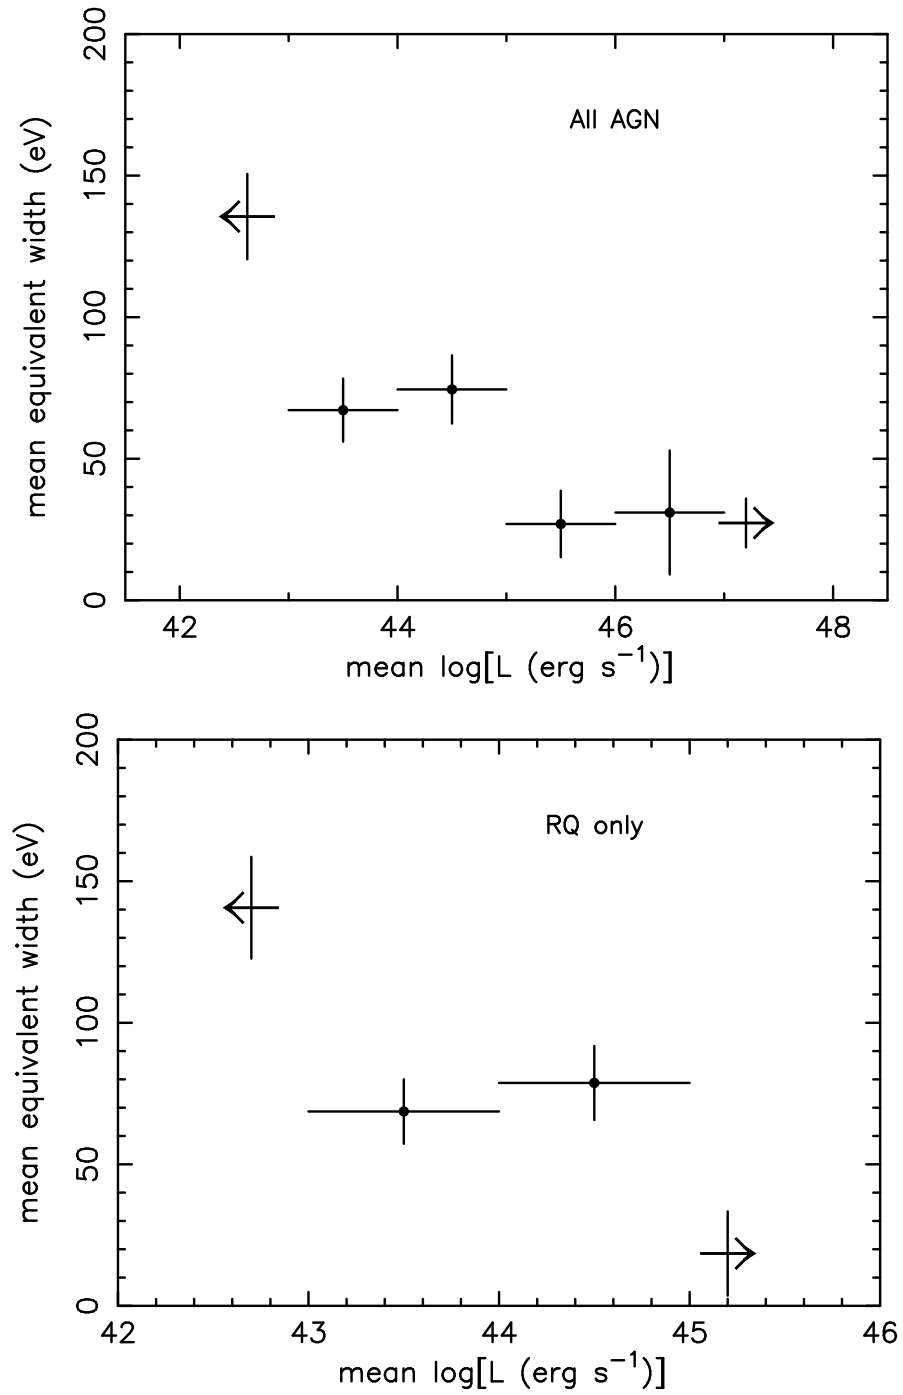 200
150
100
50
0
mean equivalent width (eV)
All AGN
42 44 46 48
mean log[L (erg s⁻¹)]
200
150
100
50
0
mean equivalent width (eV)
RQ only
42 43 44 45 46
mean log[L (erg s⁻¹)]